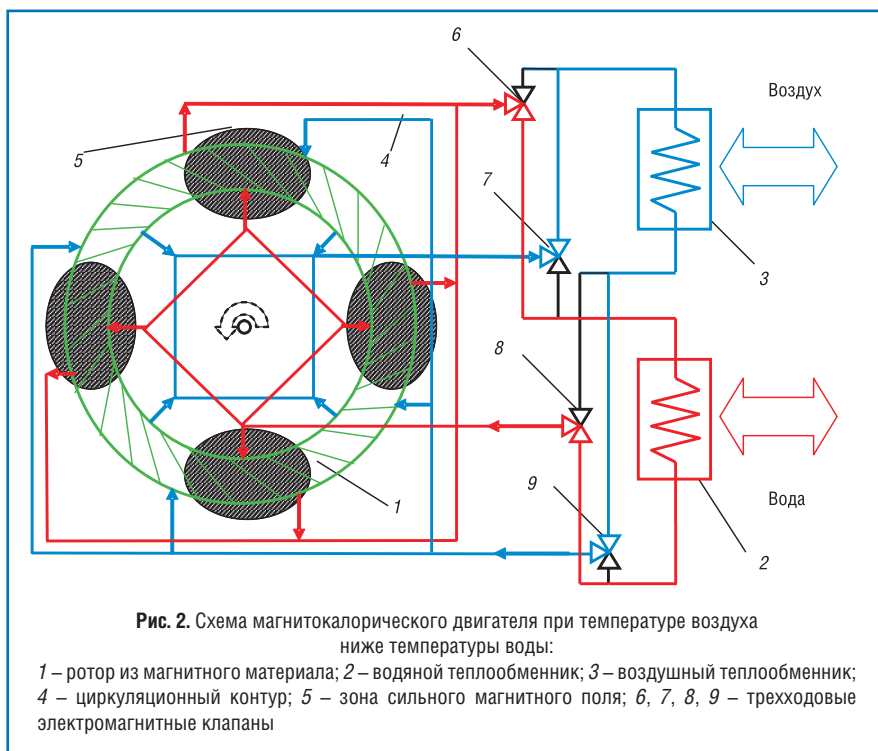 6
Воздух
5
4
7
3
8
9
1
Вода
2
Рис. 2. Схема магнитокалорического двигателя при температуре воздуха
ниже температуры воды:
1 – ротор из магнитного материала; 2 – водяной теплообменник; 3 – воздушный теплообменник;
4 – циркуляционный контур; 5 – зона сильного магнитного поля; 6, 7, 8, 9 – трехходовые
электромагнитные клапаны